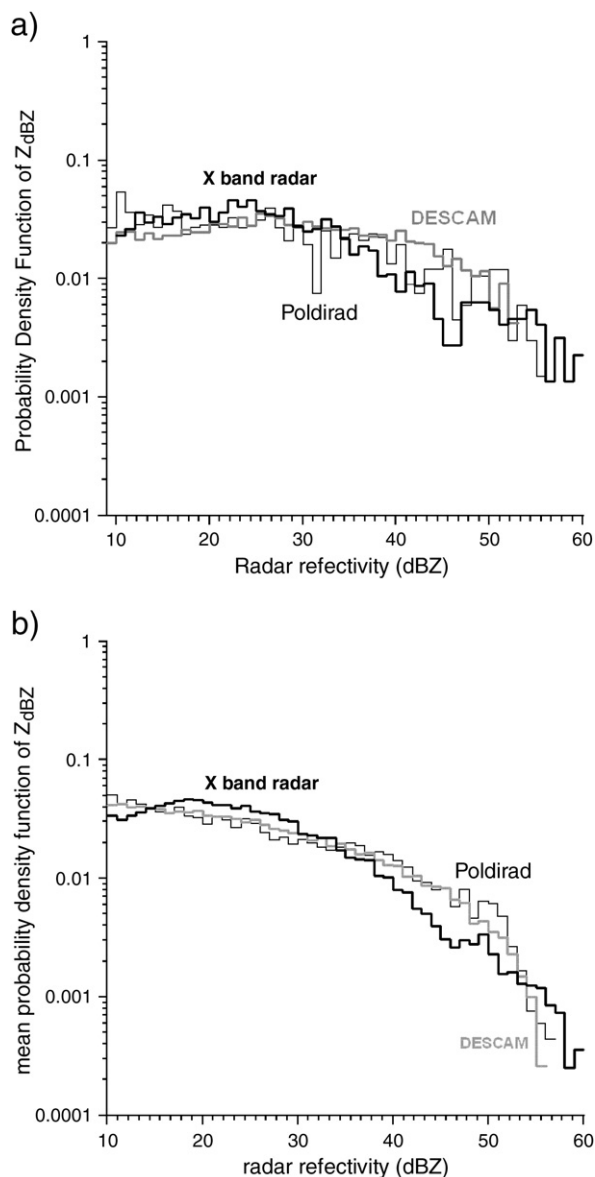 a)
1
0.1
0.01
0.001
0.0001
Probability Density Function of ZdBZ
X band radar
DESCAM
Poldirad
10 20 30 40 50 60
Radar refectivity (dBZ)
b)
1
0.1
0.01
0.001
0.0001
mean probability density function of ZdBZ
X band radar
Poldirad
DESCAM
10 20 30 40 50 60
radar refectivity (dBZ)